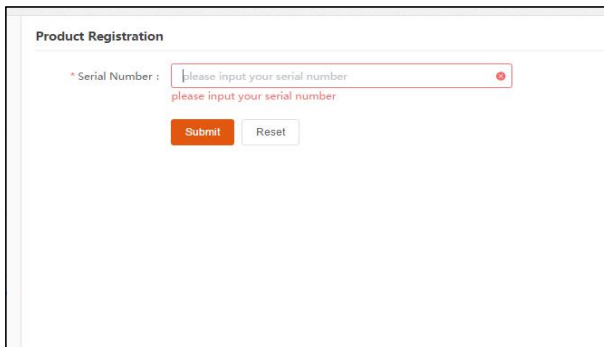 Product Registration
* Serial Number : please input your serial number
please input your serial number
Submit Reset